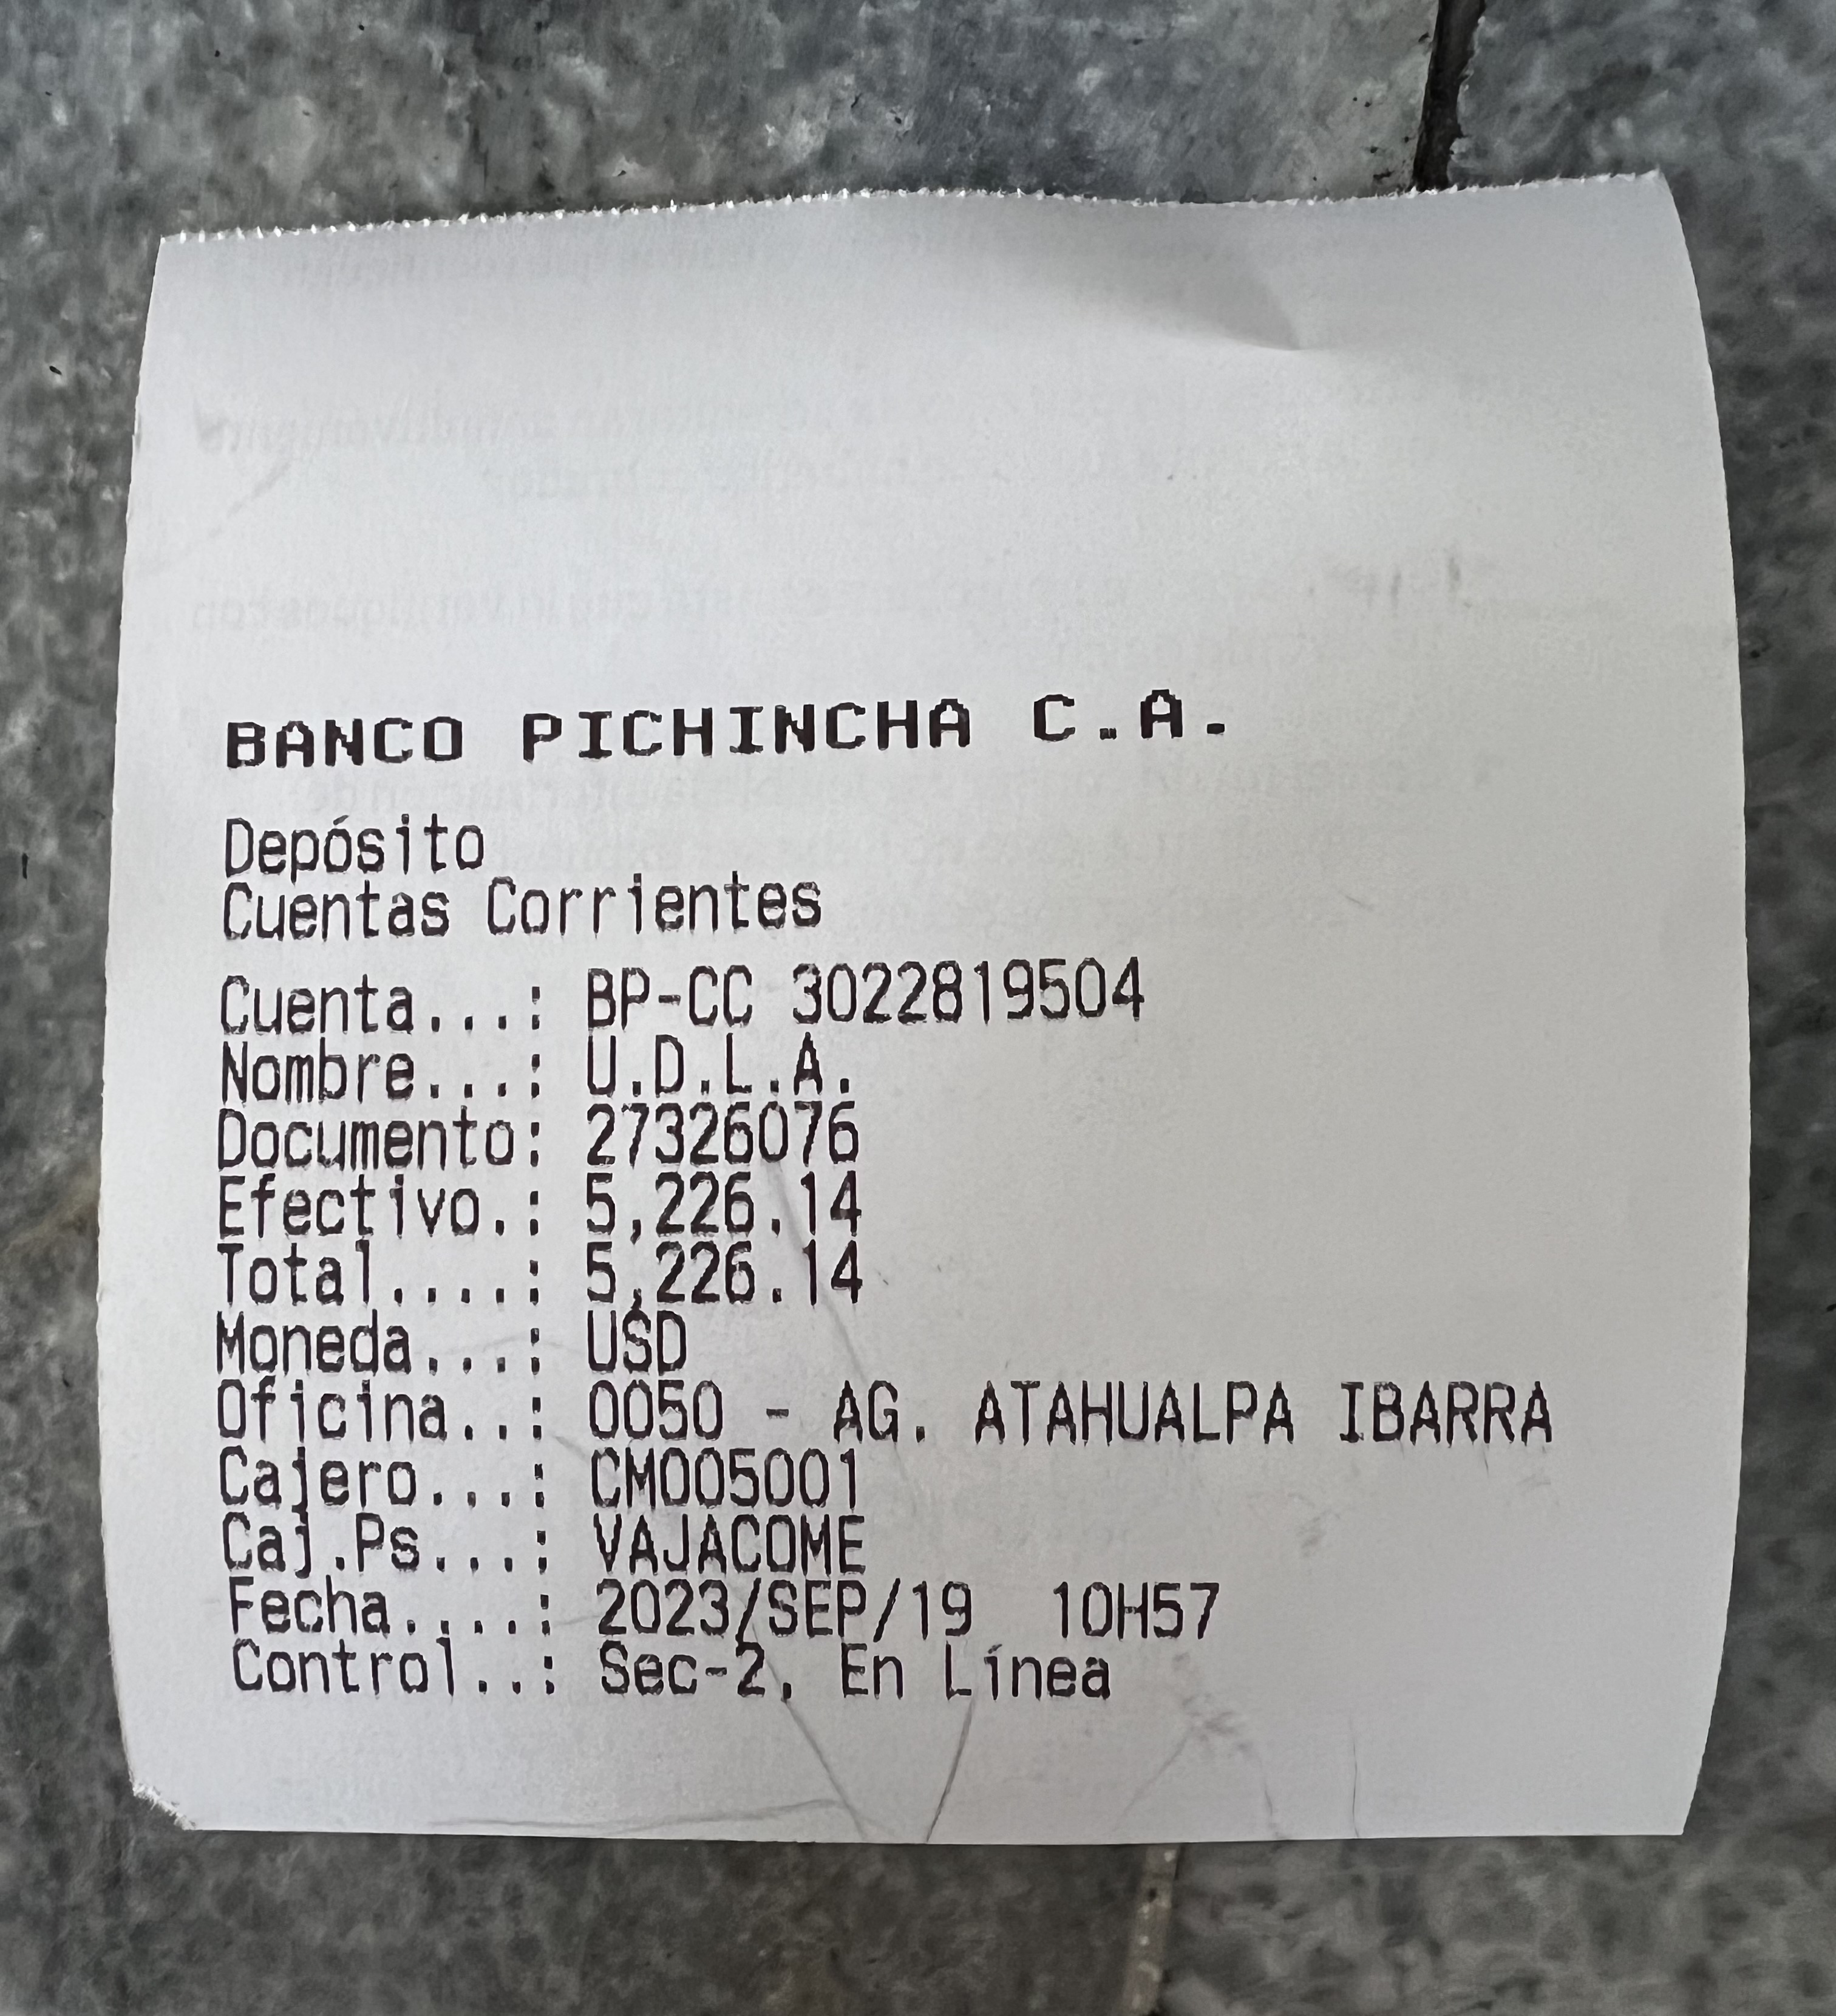 BANCO PICHINCHA C.A.
Depósito
Cuentas Corrientes
Cuenta...: BP-CC 3022819504
Nombre...: U.D.L.A.
Documento: 27326076
Efectivo.: 5,226.14
Total....: 5,226.14
Moneda...: USD
Oficina..: 0050 - AG. ATAHUALPA IBARRA
Cajero...: CM005001
Caj.Ps...: VAJACOME
Fecha....: 2023/SEP/19  10H57
Control..: Sec-2, En Línea